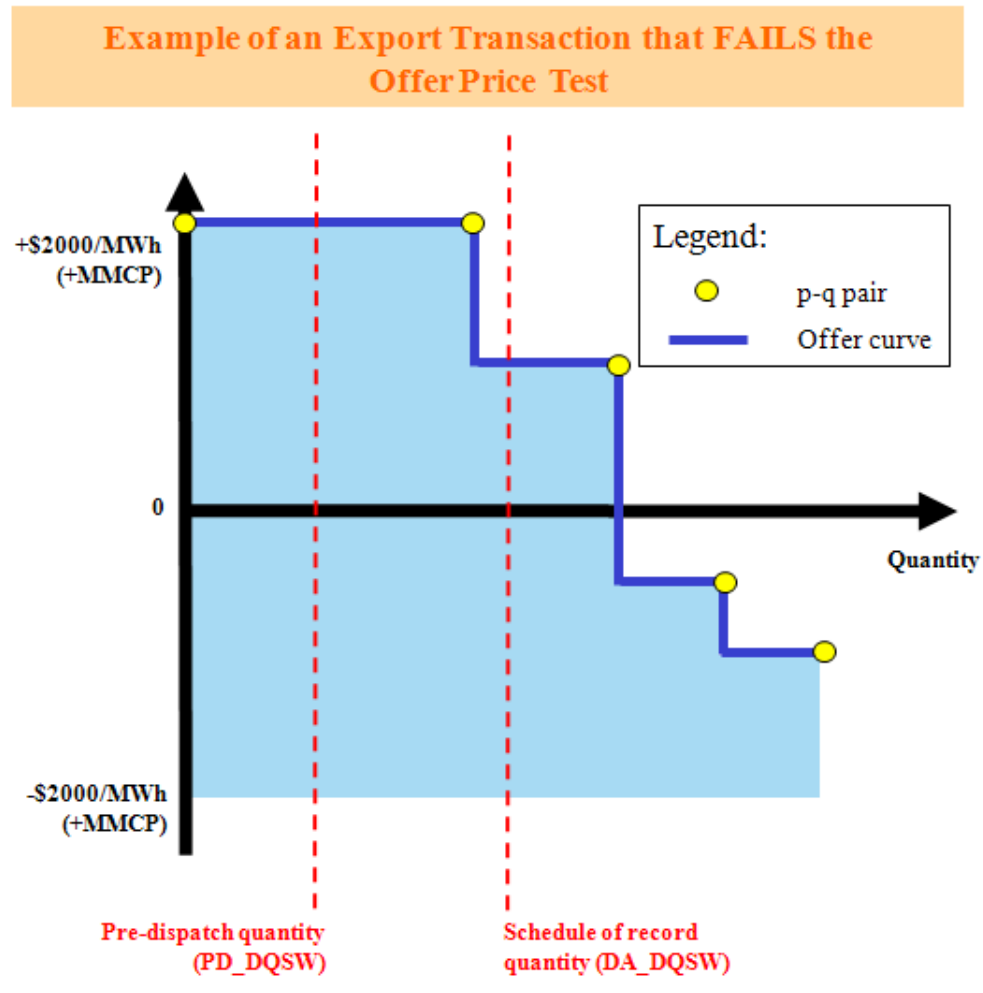 Example of an Export Transaction that FAILS the
Offer Price Test
+$2000/MWh
(+MMCP)
Legend:
p-q pair
Offer curve
0
Quantity
-$2000/MWh
(+MMCP)
Pre-dispatch quantity
(PD_DQSW)
Schedule of record
quantity (DA_DQSW)